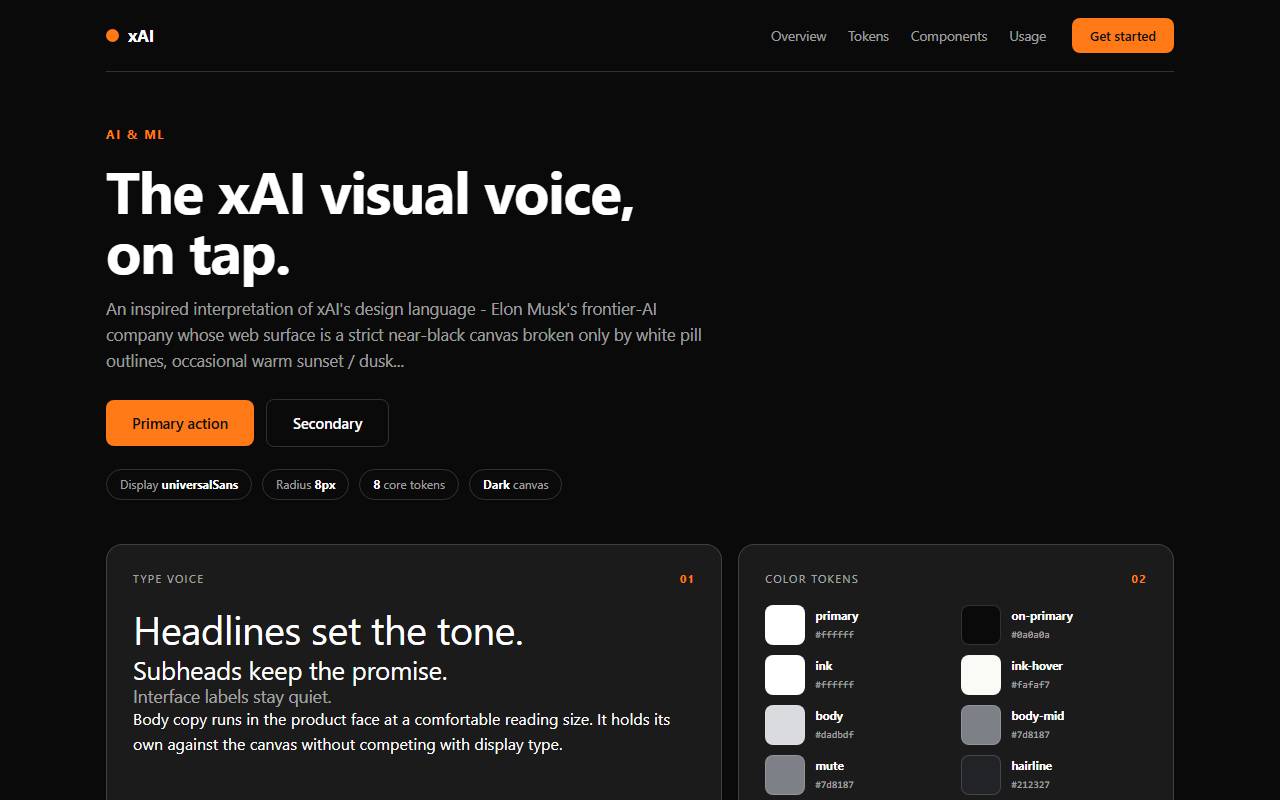 xAI
Overview
Tokens
Components
Usage
Get started
AI & ML
The xAI visual voice,
on tap.
An inspired interpretation of xAI's design language - Elon Musk's frontier-AI
company whose web surface is a strict near-black canvas broken only by white pill
outlines, occasional warm sunset / dusk...
Primary action
Secondary
Display universalSans
Radius 8px
8 core tokens
Dark canvas
TYPE VOICE
01
Headlines set the tone.
Subheads keep the promise.
Interface labels stay quiet.
Body copy runs in the product face at a comfortable reading size. It holds its
own against the canvas without competing with display type.
COLOR TOKENS
02
primary
#ffffff
on-primary
#0a0a0a
ink
#ffffff
ink-hover
#fafaf7
body
#dadbdf
body-mid
#7d8187
mute
#7d8187
hairline
#212327